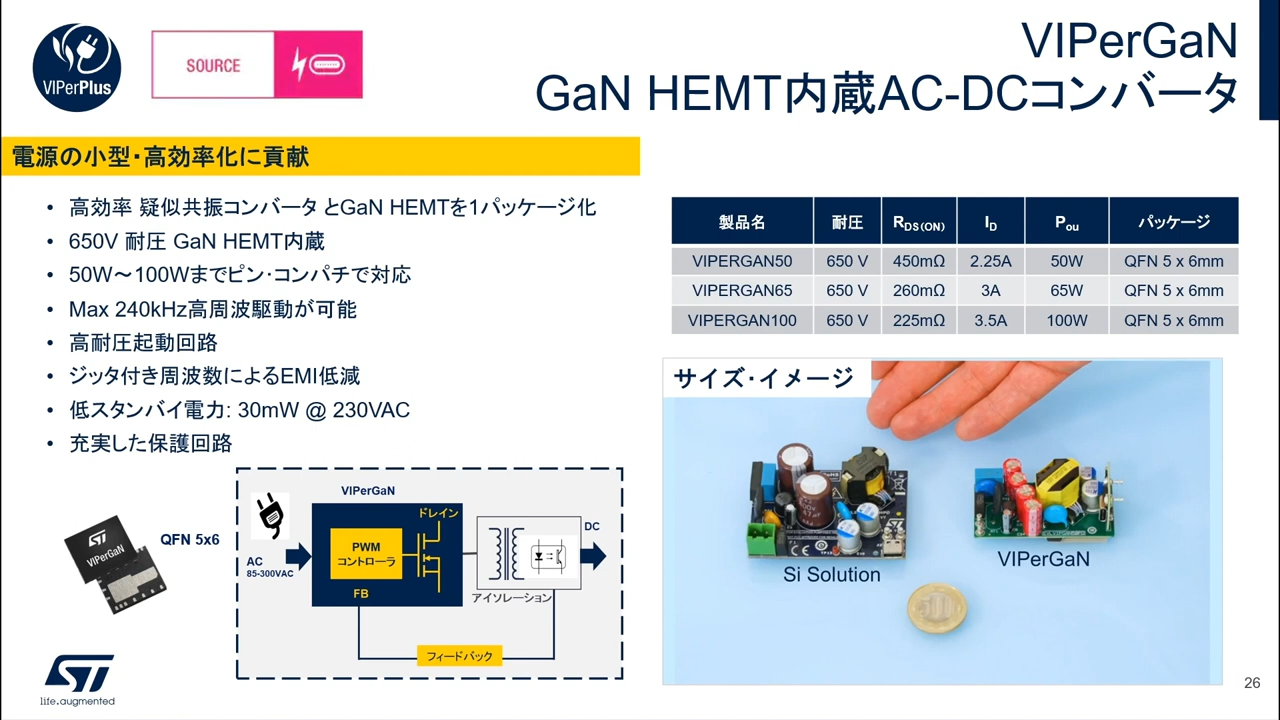 VIPerPlus
SOURCE
VIPerGaN
GaN HEMT内蔵AC-DCコンバータ
電源の小型・高効率化に貢献
• 高効率 疑似共振コンバータ とGaN HEMTを1パッケージ化
• 650V 耐圧 GaN HEMT内蔵
• 50W～100Wまでピン・コンパチで対応
• Max 240kHz高周波駆動が可能
• 高耐圧起動回路
• ジッタ付き周波数によるEMI低減
• 低スタンバイ電力: 30mW @ 230VAC
• 充実した保護回路
製品名 耐圧 RDS(ON) ID Pou パッケージ
VIPERGAN50 650 V 450mΩ 2.25A 50W QFN 5 x 6mm
VIPERGAN65 650 V 260mΩ 3A 65W QFN 5 x 6mm
VIPERGAN100 650 V 225mΩ 3.5A 100W QFN 5 x 6mm
サイズ・イメージ
Si Solution
VIPerGaN
500
ST
VIPerGaN
QFN 5x6
VIPerGaN
AC
85-300VAC
PWM
コントローラ
ドレイン
FB
アイソレーション
DC
フィードバック
ST
life.augmented
26